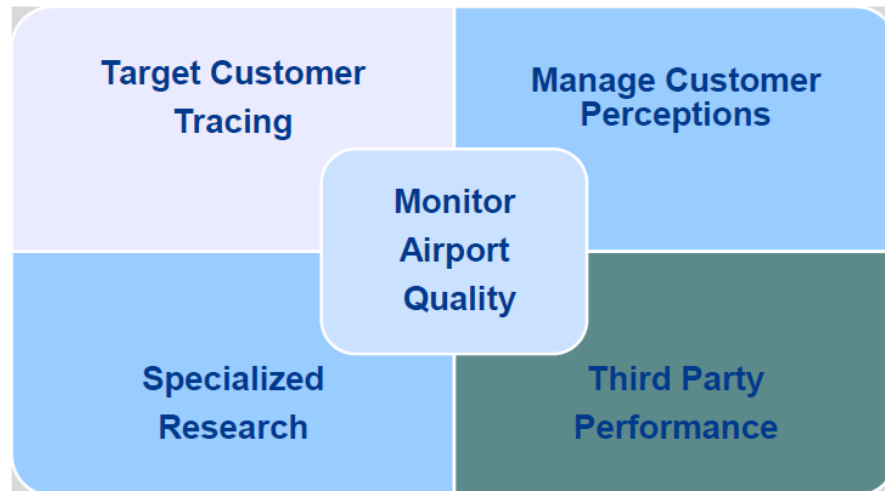 Target Customer
Tracing
Manage Customer
Perceptions
Monitor
Airport
Quality
Specialized
Research
Third Party
Performance